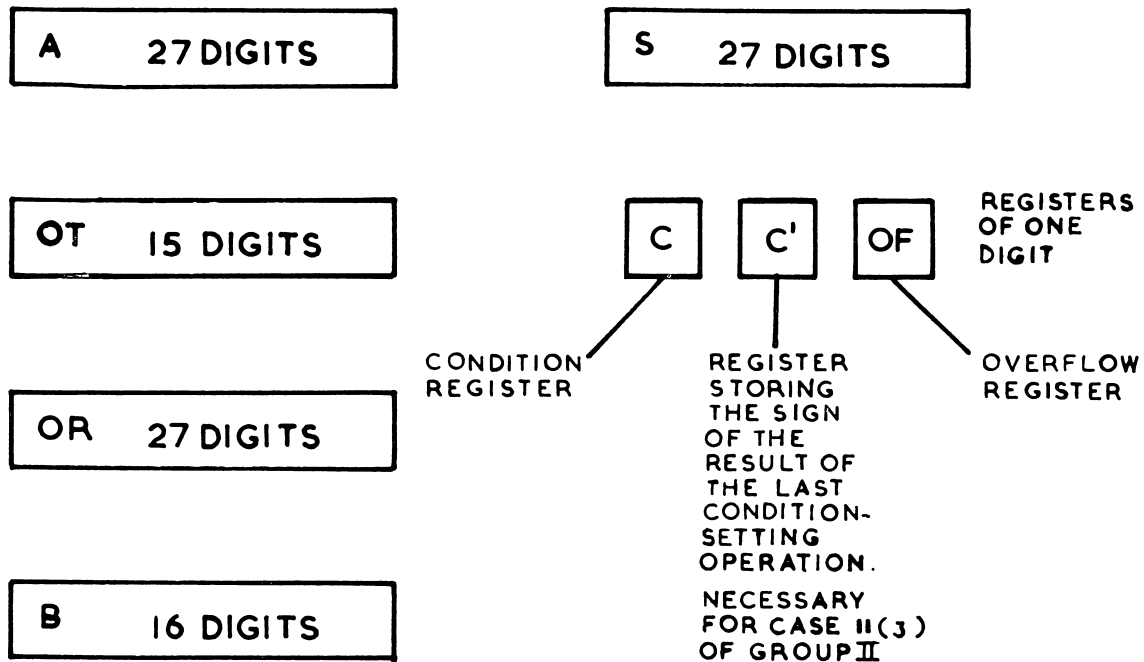 A 27 DIGITS
S 27 DIGITS
OT 15 DIGITS
C C' OF
REGISTERS
OF ONE
DIGIT
CONDITION
REGISTER
REGISTER
STORING
THE SIGN
OF THE
RESULT OF
THE LAST
CONDITION-
SETTING
OPERATION.
NECESSARY
FOR CASE II(3)
OF GROUP II
OVERFLOW
REGISTER
OR 27 DIGITS
B 16 DIGITS